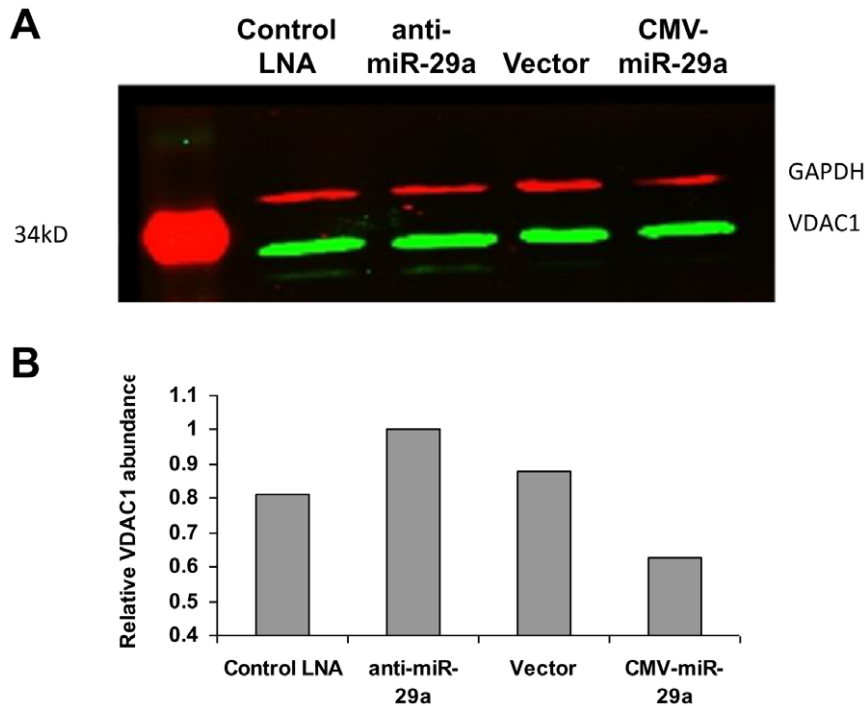 A
Control
LNA
anti-
miR-29a
Vector
CMV-
miR-29a
GAPDH
34kD
VDAC1
B
Relative VDAC1 abundance
1.1
1
0.9
0.8
0.7
0.6
0.5
0.4
Control LNA
anti-miR-
29a
Vector
CMV-miR-
29a